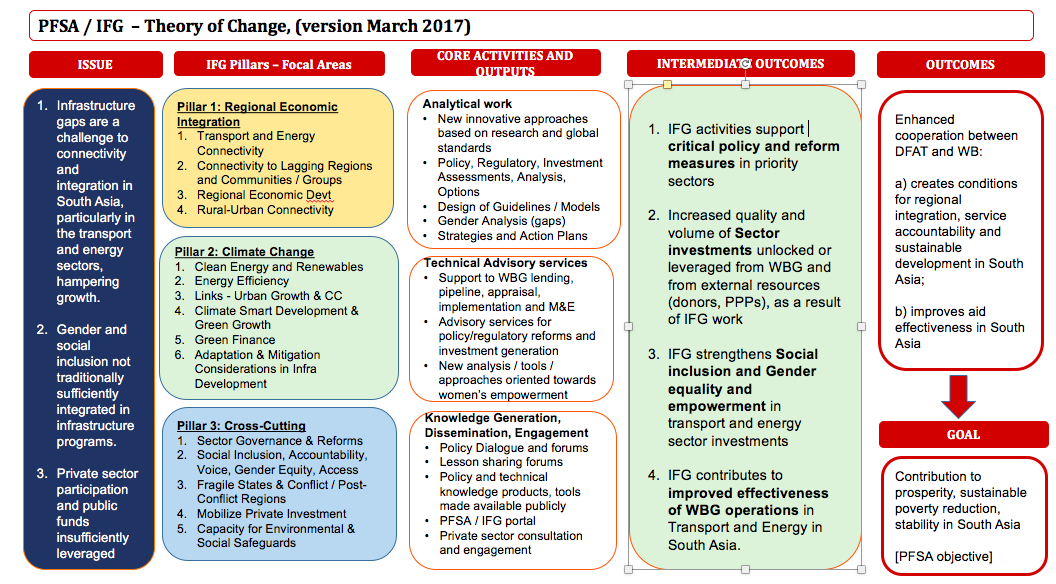 PFSA / IFG – Theory of Change, (version March 2017)
ISSUE
1. Infrastructure
gaps are a
challenge to
connectivity
and
integration in
South Asia,
particularly in
the transport
and energy
sectors,
hampering
growth.
2. Gender and
social
inclusion not
traditionally
sufficiently
integrated in
infrastructure
programs.
3. Private sector
participation
and public
funds
insufficiently
leveraged
IFG Pillars – Focal Areas
Pillar 1: Regional Economic
Integration
1. Transport and Energy
Connectivity
2. Connectivity to Lagging Regions
and Communities / Groups
3. Regional Economic Devt
4. Rural-Urban Connectivity
Pillar 2: Climate Change
1. Clean Energy and Renewables
2. Energy Efficiency
3. Links - Urban Growth & CC
4. Climate Smart Development &
Green Growth
5. Green Finance
6. Adaptation & Mitigation
Considerations in Infra
Development
Pillar 3: Cross-Cutting
1. Sector Governance & Reforms
2. Social Inclusion, Accountability,
Voice, Gender Equity, Access
3. Fragile States & Conflict / Post-
Conflict Regions
4. Mobilize Private Investment
5. Capacity for Environmental &
Social Safeguards
CORE ACTIVITIES AND
OUTPUTS
Analytical work
• New innovative approaches
based on research and global
standards
• Policy, Regulatory, Investment
Assessments, Analysis,
Options
• Design of Guidelines / Models
• Gender Analysis (gaps)
• Strategies and Action Plans
Technical Advisory services
• Support to WBG lending,
pipeline, appraisal,
implementation and M&E
• Advisory services for
policy/regulatory reforms and
investment generation
• New analysis / tools /
approaches oriented towards
women's empowerment
Knowledge Generation,
Dissemination, Engagement
• Policy Dialogue and forums
• Lesson sharing forums
• Policy and technical
knowledge products, tools
made available publicly
• PFSA / IFG portal
• Private sector consultation
and engagement
INTERMEDIATE OUTCOMES
1. IFG activities support
critical policy and reform
measures in priority
sectors
2. Increased quality and
volume of Sector
investments unlocked or
leveraged from WBG and
from external resources
(donors, PPPs), as a result
of IFG work
3. IFG strengthens Social
inclusion and Gender
equality and
empowerment in
transport and energy
sector investments
4. IFG contributes to
improved effectiveness
of WBG operations in
Transport and Energy in
South Asia.
OUTCOMES
Enhanced
cooperation between
DFAT and WB:
a) creates conditions
for regional
integration, service
accountability and
sustainable
development in South
Asia;
b) improves aid
effectiveness in South
Asia
GOAL
Contribution to
prosperity, sustainable
poverty reduction,
stability in South Asia
[PFSA objective]